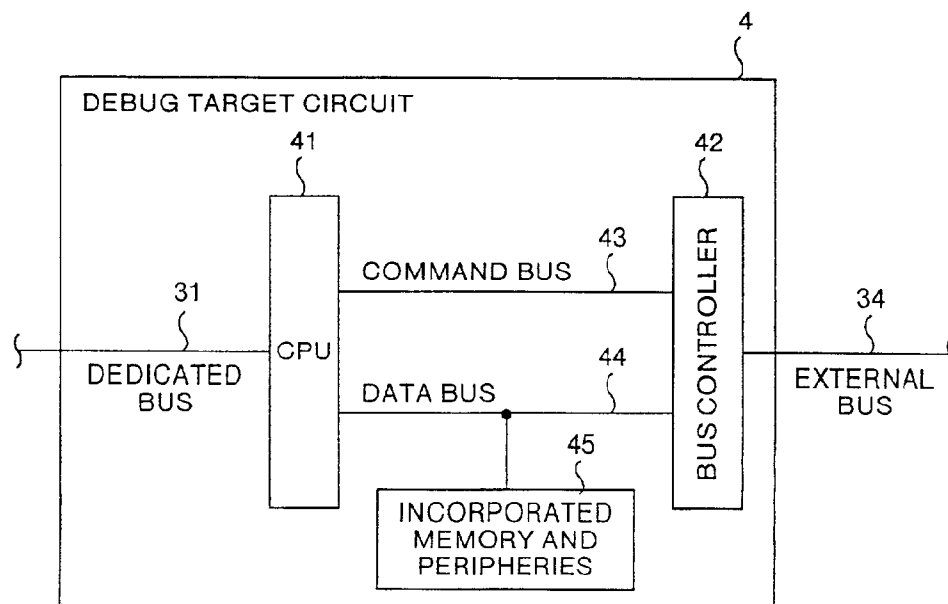 4
DEBUG TARGET CIRCUIT
41
42
COMMAND BUS
43
31
CPU
BUS CONTROLLER
34
DEDICATED
BUS
EXTERNAL
BUS
DATA BUS
44
45
INCORPORATED
MEMORY AND
PERIPHERIES